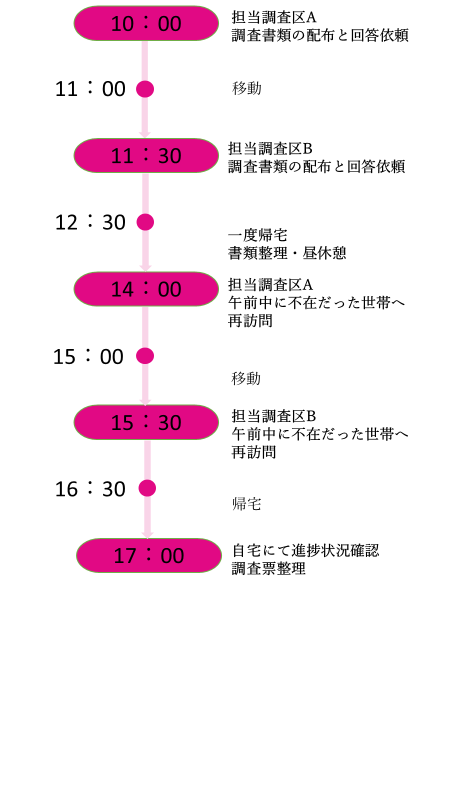 10：00
担当調査区A
調査書類の配布と回答依頼
11：00
移動
11：30
担当調査区B
調査書類の配布と回答依頼
12：30
一度帰宅
書類整理・昼休憩
14：00
担当調査区A
午前中に不在だった世帯へ
再訪問
15：00
移動
15：30
担当調査区B
午前中に不在だった世帯へ
再訪問
16：30
帰宅
17：00
自宅にて進捗状況確認
調査票整理